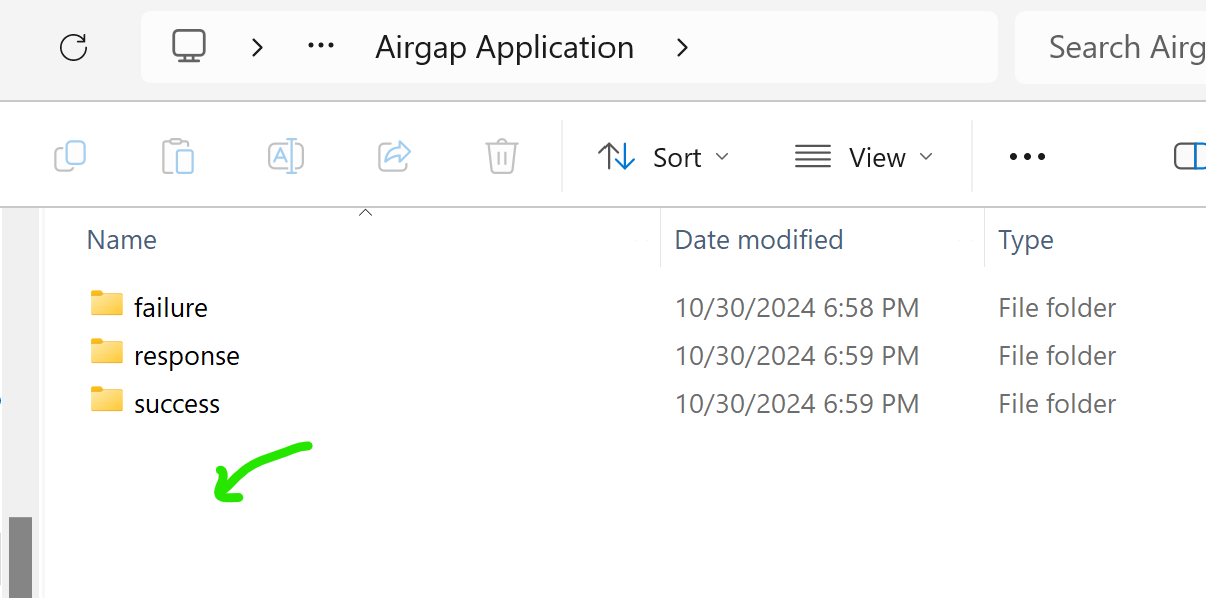 Airgap Application
Search Airg
Sort
View
Name Date modified Type
failure 10/30/2024 6:58 PM File folder
response 10/30/2024 6:59 PM File folder
success 10/30/2024 6:59 PM File folder